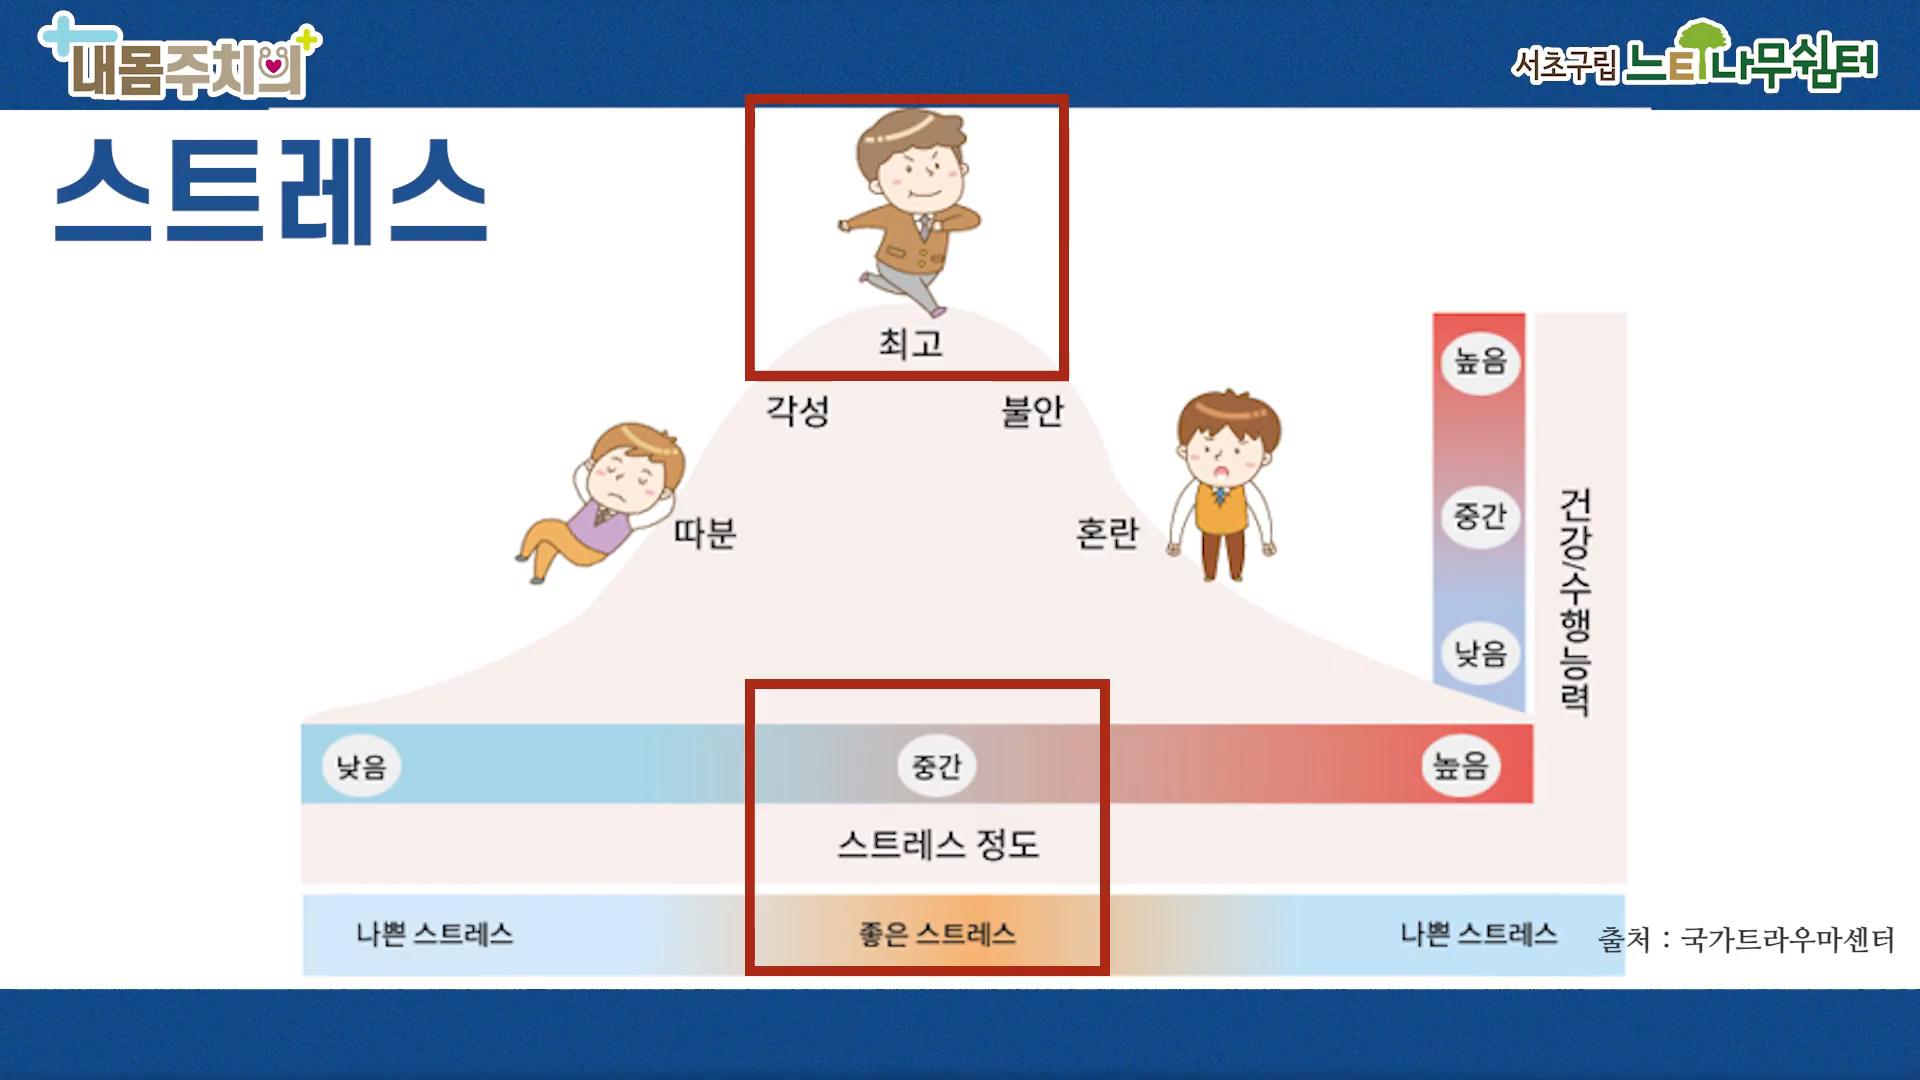 내몸주치의
서초구립 느티나무쉼터
스트레스
최고
각성
불안
따분
혼란
높음
중간
낮음
건강/수행능력
낮음
중간
높음
스트레스 정도
나쁜 스트레스
좋은 스트레스
나쁜 스트레스
출처 : 국가트라우마센터